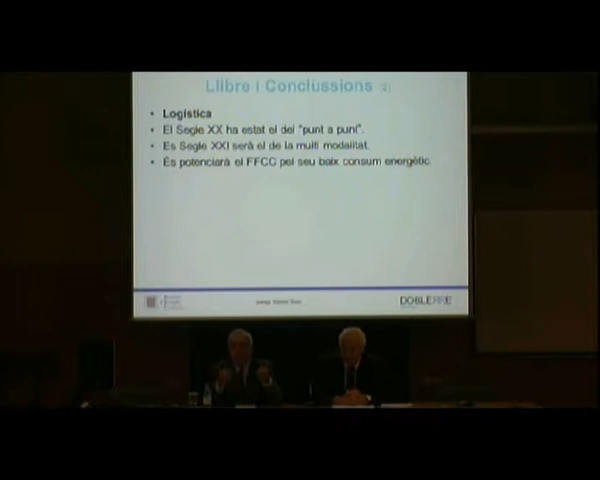 Llibre i Conclussions (2)
• Logística
• El Segle XX ha estat el del "punt a punt".
• Es Segle XXI serà el de la multi modalitat.
• És potenciarà el FFCC pel seu baix consum energètic.
DOBLERRE